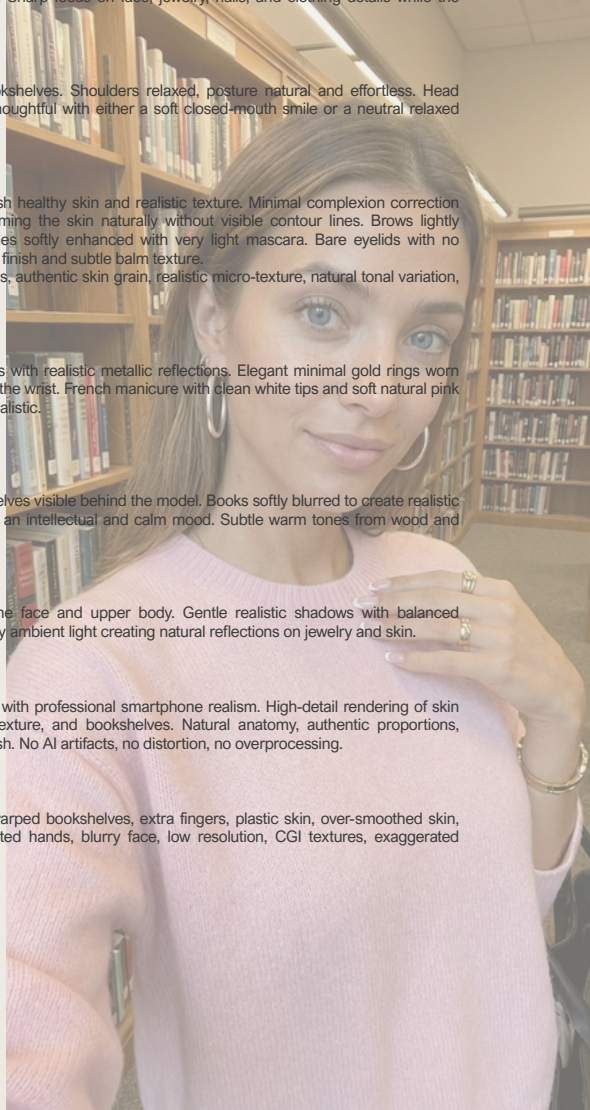 Sharp focus on face, jewelry, nails, and clothing details while the
okshelves. Shoulders relaxed, posture natural and effortless. Head
houghtful with either a soft closed-mouth smile or a neutral relaxed
sh healthy skin and realistic texture. Minimal complexion correction
ming the skin naturally without visible contour lines. Brows lightly
es softly enhanced with very light mascara. Bare eyelids with no
finish and subtle balm texture.
s, authentic skin grain, realistic micro-texture, natural tonal variation,
s with realistic metallic reflections. Elegant minimal gold rings worn
the wrist. French manicure with clean white tips and soft natural pink
alistic.
elves visible behind the model. Books softly blurred to create realistic
an intellectual and calm mood. Subtle warm tones from wood and
he face and upper body. Gentle realistic shadows with balanced
y ambient light creating natural reflections on jewelry and skin.
with professional smartphone realism. High-detail rendering of skin
exture, and bookshelves. Natural anatomy, authentic proportions,
sh. No AI artifacts, no distortion, no overprocessing.
arped bookshelves, extra fingers, plastic skin, over-smoothed skin,
ted hands, blurry face, low resolution, CGI textures, exaggerated